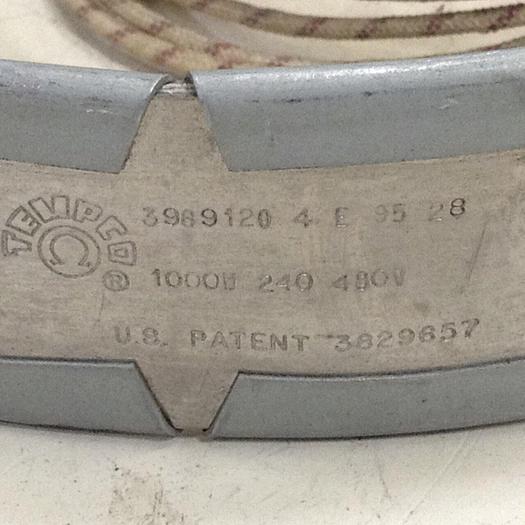 TEMPCO
3989120 4 E 95 28
®
1000W 240 480V
U.S. PATENT 3829657